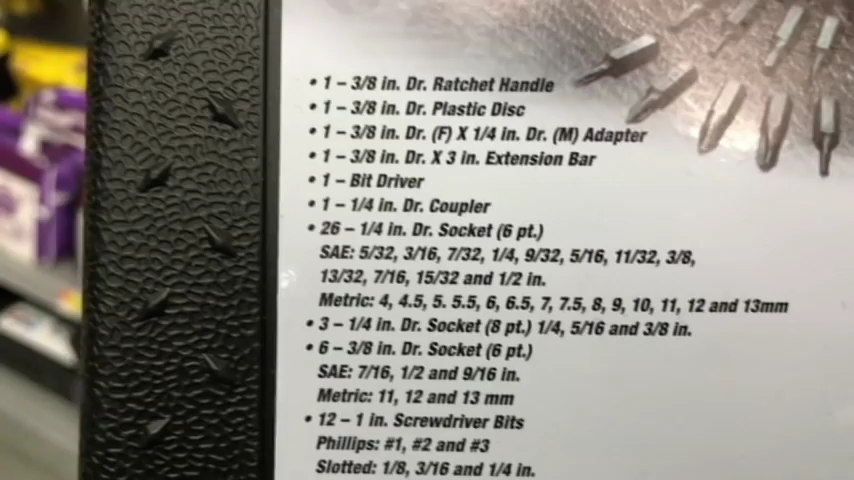 • 1 – 3/8 in. Dr. Ratchet Handle
• 1 – 3/8 in. Dr. Plastic Disc
• 1 – 3/8 in. Dr. (F) X 1/4 in. Dr. (M) Adapter
• 1 – 3/8 in. Dr. X 3 in. Extension Bar
• 1 – Bit Driver
• 1 – 1/4 in. Dr. Coupler
• 26 – 1/4 in. Dr. Socket (6 pt.)
SAE: 5/32, 3/16, 7/32, 1/4, 9/32, 5/16, 11/32, 3/8,
13/32, 7/16, 15/32 and 1/2 in.
Metric: 4, 4.5, 5. 5.5, 6, 6.5, 7, 7.5, 8, 9, 10, 11, 12 and 13mm
• 3 – 1/4 in. Dr. Socket (8 pt.) 1/4, 5/16 and 3/8 in.
• 6 – 3/8 in. Dr. Socket (6 pt.)
SAE: 7/16, 1/2 and 9/16 in.
Metric: 11, 12 and 13 mm
• 12 – 1 in. Screwdriver Bits
Phillips: #1, #2 and #3
Slotted: 1/8, 3/16 and 1/4 in.